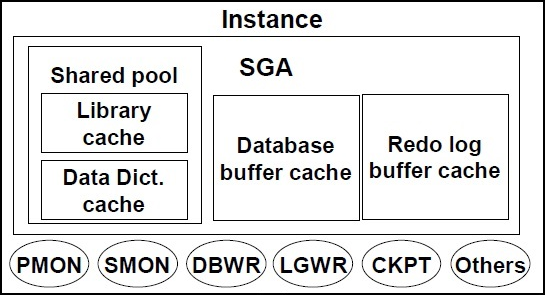 Instance
SGA
Shared pool
Library
cache
Data Dict.
cache
Database
buffer cache
Redo log
buffer cache
PMON
SMON
DBWR
LGWR
CKPT
Others